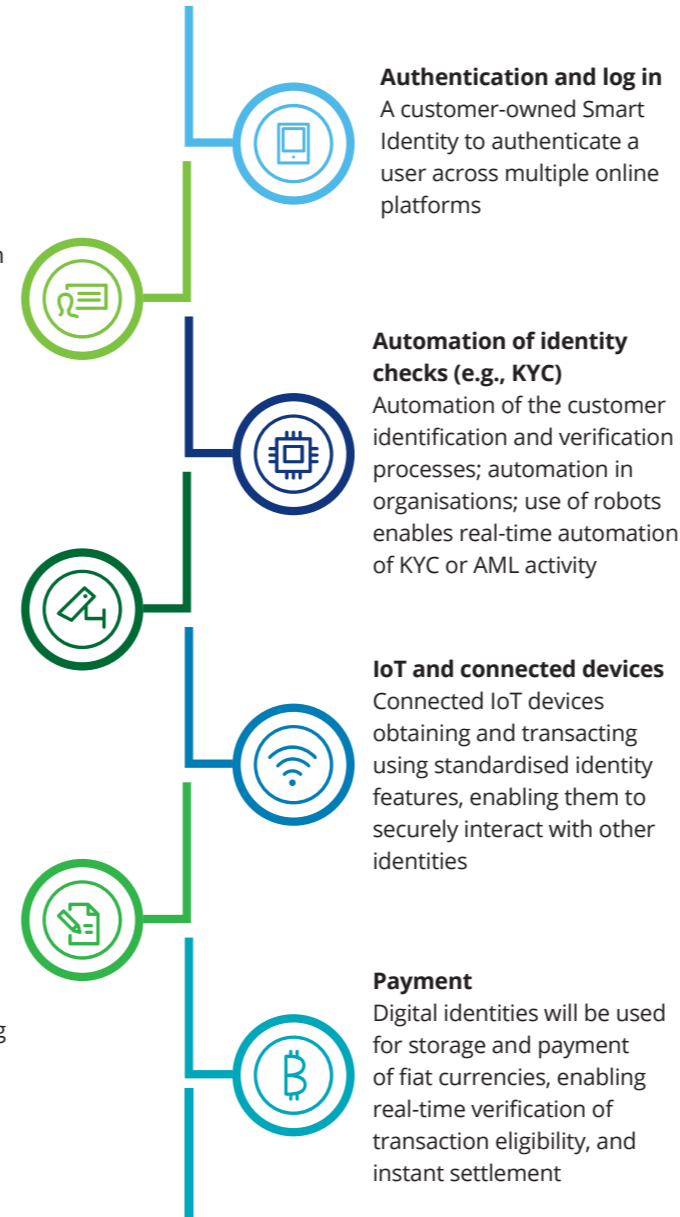 Authentication and log in
A customer-owned Smart
Identity to authenticate a
user across multiple online
platforms
Automation of identity
checks (e.g., KYC)
Automation of the customer
identification and verification
processes; automation in
organisations; use of robots
enables real-time automation
of KYC or AML activity
IoT and connected devices
Connected IoT devices
obtaining and transacting
using standardised identity
features, enabling them to
securely interact with other
identities
Payment
Digital identities will be used
for storage and payment
of fiat currencies, enabling
real-time verification of
transaction eligibility, and
instant settlement